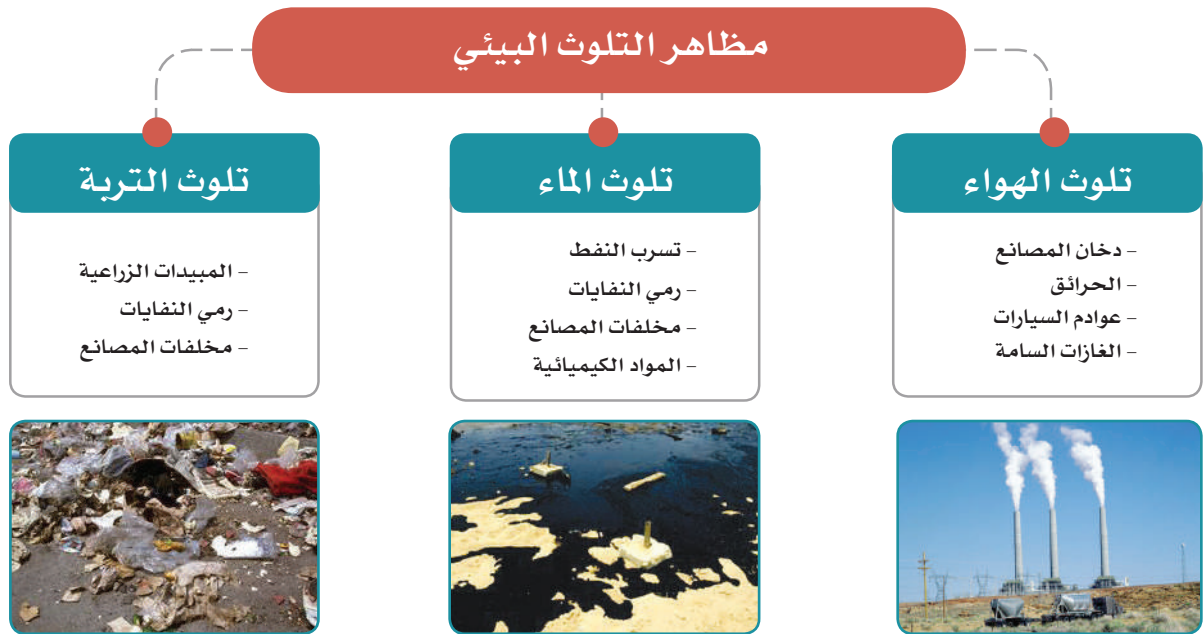 مظاهر التلوث البيئي
تلوث الهواء
- دخان المصانع
- الحرائق
- عوادم السيارات
- الغازات السامة
تلوث الماء
- تسرب النفط
- رمي النفايات
- مخلفات المصانع
- المواد الكيميائية
تلوث التربة
- المبيدات الزراعية
- رمي النفايات
- مخلفات المصانع